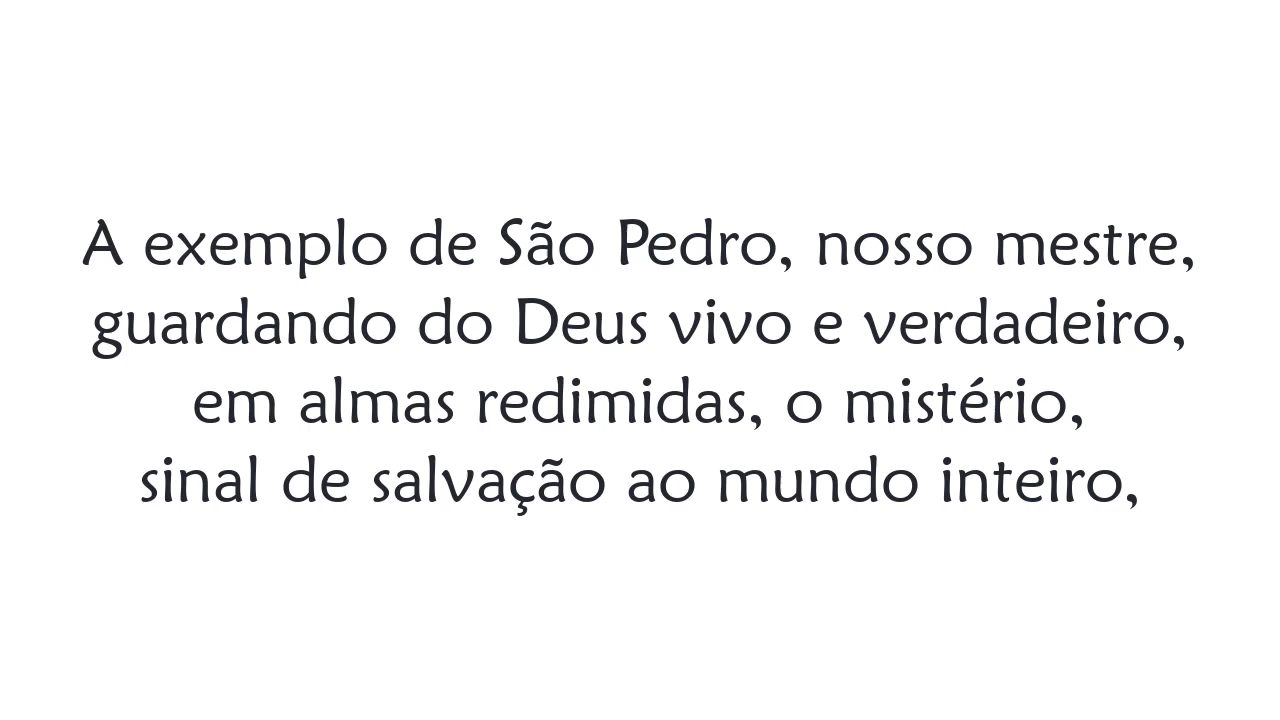 A exemplo de São Pedro, nosso mestre,
guardando do Deus vivo e verdadeiro,
em almas redimidas, o mistério,
sinal de salvação ao mundo inteiro,